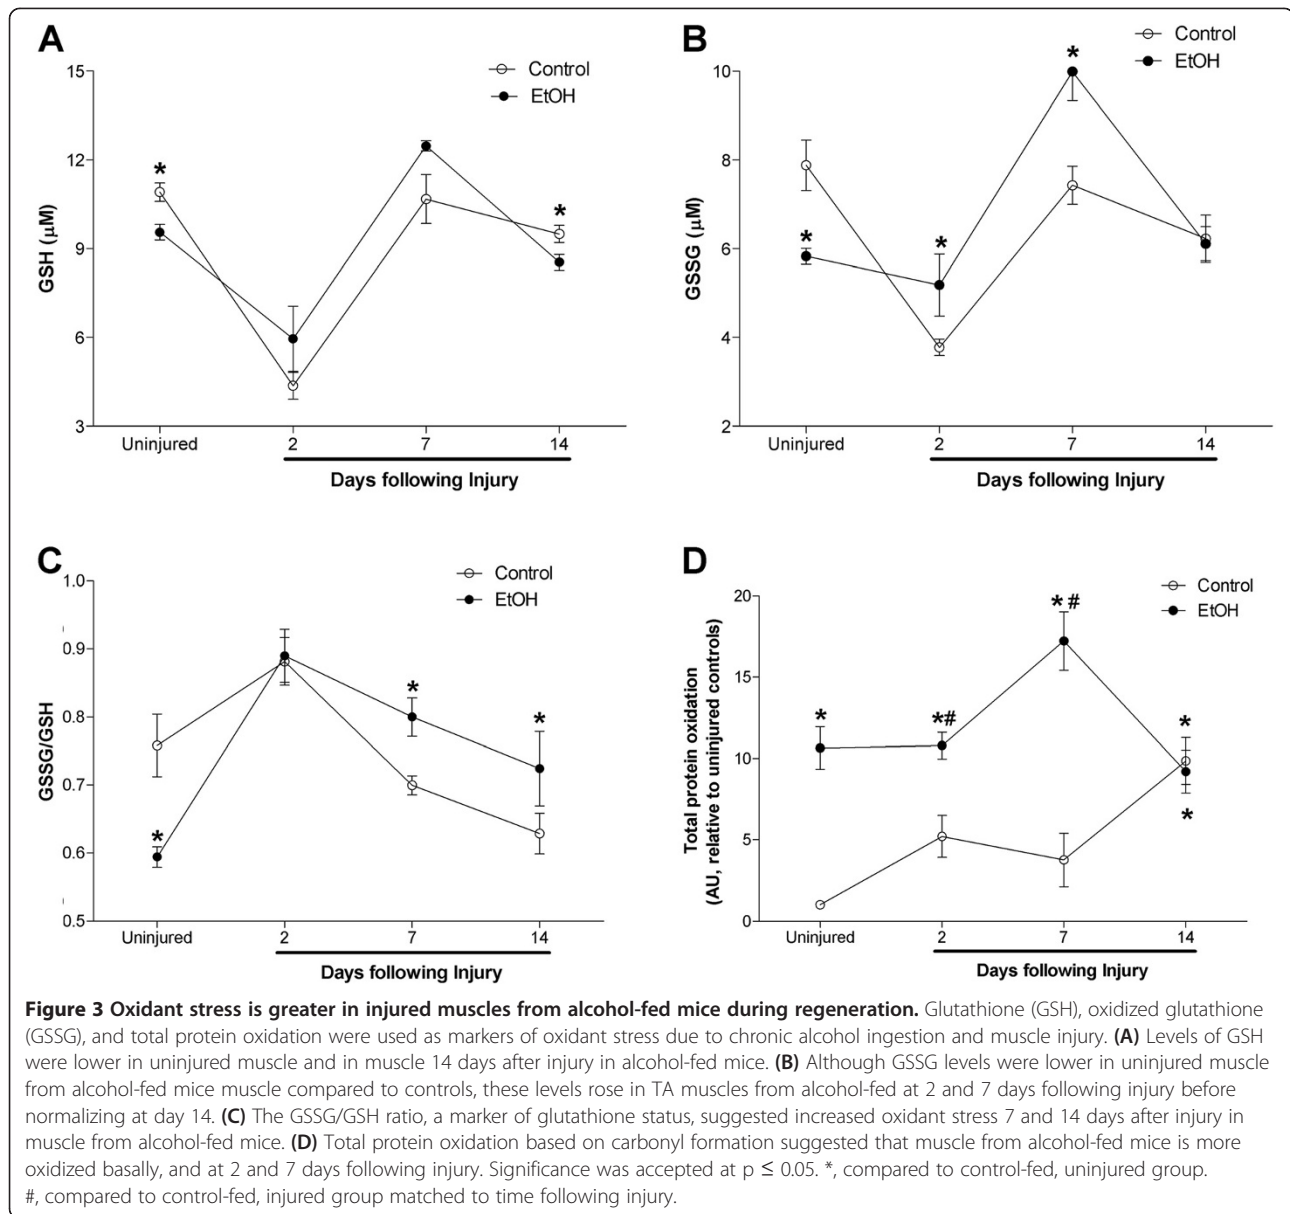 A
Control
EtOH
15
12
9
6
3
GSH (µM)
*
*
Uninjured
2
7
14
Days following Injury
B
Control
EtOH
10
8
6
4
2
GSSG (µM)
*
*
*
Uninjured
2
7
14
Days following Injury
C
Control
EtOH
1.0
0.9
0.8
0.7
0.6
0.5
GSSG/GSH
*
*
*
Uninjured
2
7
14
Days following Injury
D
Control
EtOH
20
15
10
5
0
Total protein oxidation
(AU, relative to uninjured controls)
*
*#
*#
*
*
Uninjured
2
7
14
Days following Injury
Figure 3 Oxidant stress is greater in injured muscles from alcohol-fed mice during regeneration. Glutathione (GSH), oxidized glutathione
(GSSG), and total protein oxidation were used as markers of oxidant stress due to chronic alcohol ingestion and muscle injury. (A) Levels of GSH
were lower in uninjured muscle and in muscle 14 days after injury in alcohol-fed mice. (B) Although GSSG levels were lower in uninjured muscle
from alcohol-fed mice muscle compared to controls, these levels rose in TA muscles from alcohol-fed at 2 and 7 days following injury before
normalizing at day 14. (C) The GSSG/GSH ratio, a marker of glutathione status, suggested increased oxidant stress 7 and 14 days after injury in
muscle from alcohol-fed mice. (D) Total protein oxidation based on carbonyl formation suggested that muscle from alcohol-fed mice is more
oxidized basally, and at 2 and 7 days following injury. Significance was accepted at p ≤ 0.05. *, compared to control-fed, uninjured group.
#, compared to control-fed, injured group matched to time following injury.